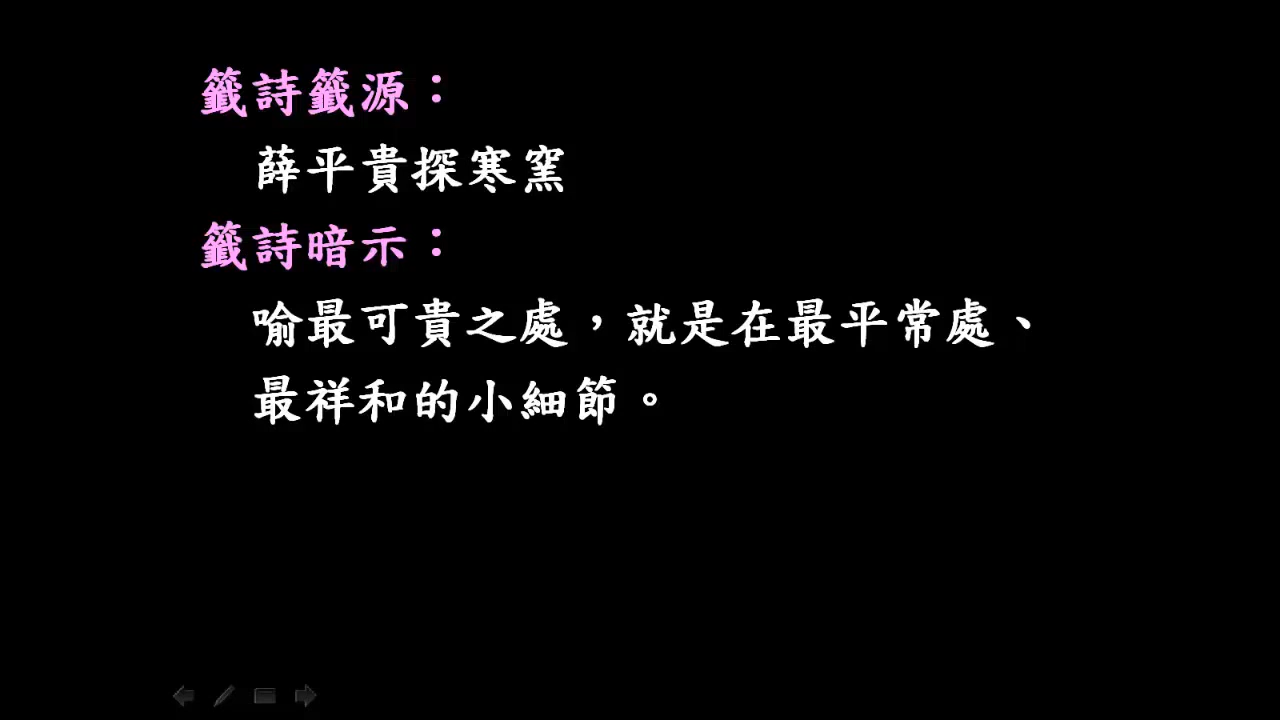 籤詩籤源：
薛平貴探寒窯
籤詩暗示：
喻最可貴之處，就是在最平常處、
最祥和的小細節。